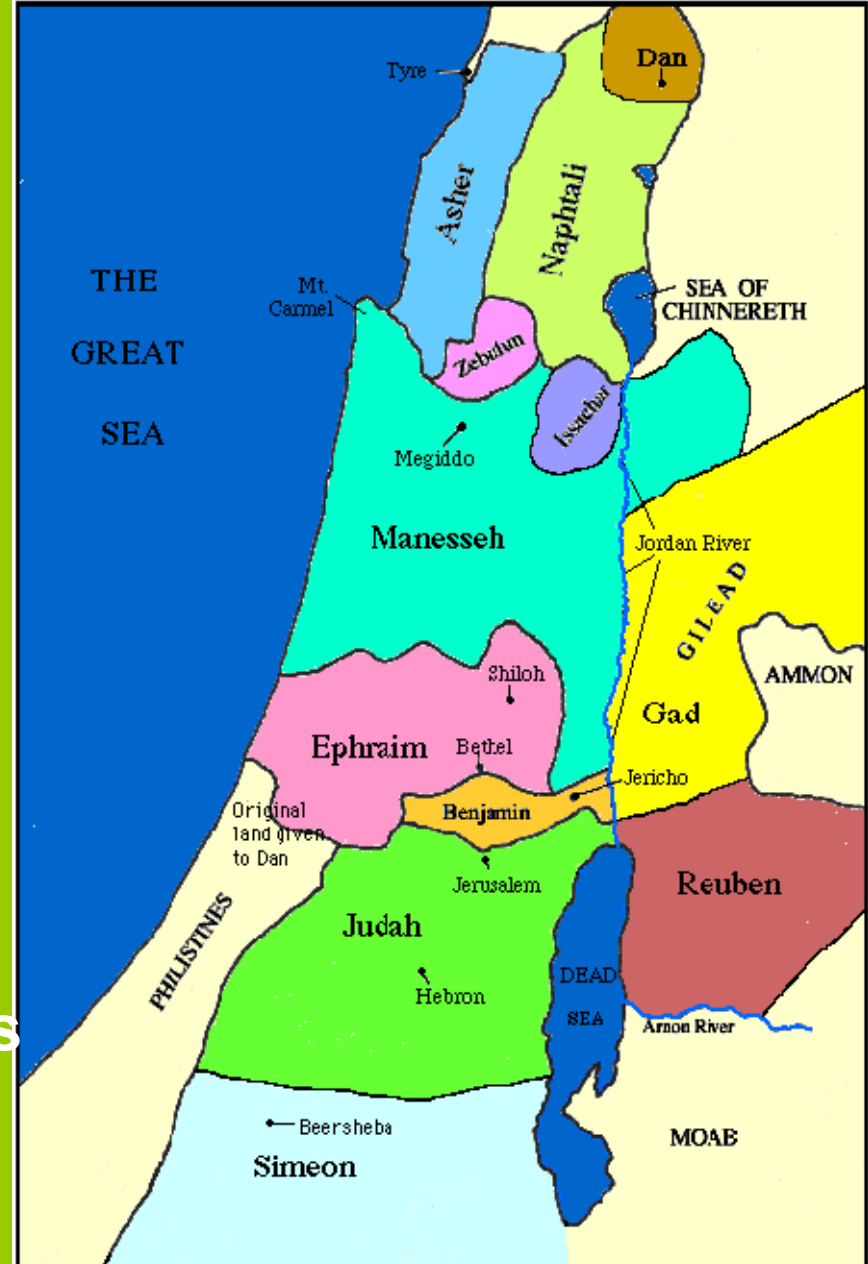 Dan
Tyre
Asher
Naphtali
THE
GREAT
SEA
Mt.
Carmel
SEA OF
CHINNERETH
Zebulun
Issachar
Megiddo
Manesseh
Jordan River
GILEAD
AMMON
Shiloh
Gad
Ephraim
Bethel
Jericho
Original
land given
to Dan
Benjamin
Jerusalem
Reuben
Judah
PHILISTINES
Hebron
DEAD
SEA
s
Arnon River
Beersheba
MOAB
Simeon